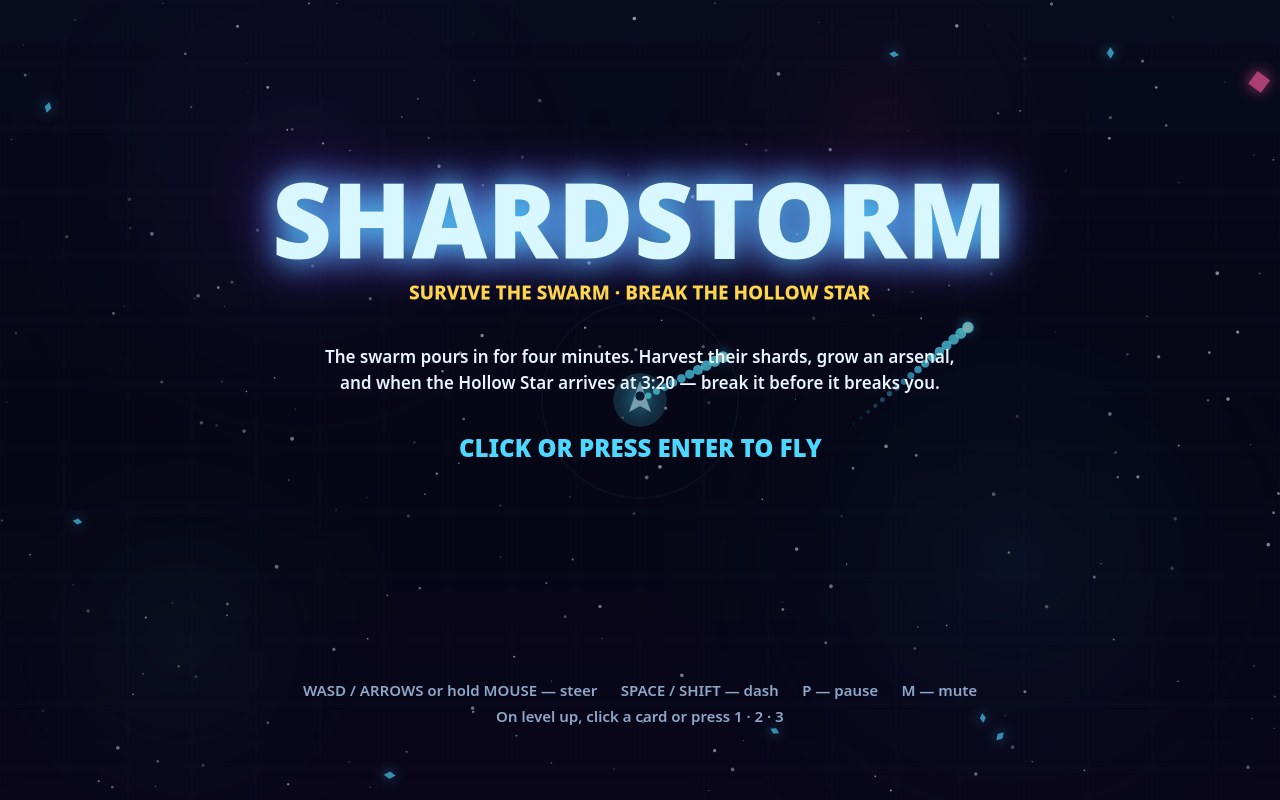 SHARDSTORM
SURVIVE THE SWARM · BREAK THE HOLLOW STAR
The swarm pours in for four minutes. Harvest their shards, grow an arsenal,
and when the Hollow Star arrives at 3:20 — break it before it breaks you.
CLICK OR PRESS ENTER TO FLY
WASD / ARROWS or hold MOUSE — steer SPACE / SHIFT — dash P — pause M — mute
On level up, click a card or press 1 · 2 · 3